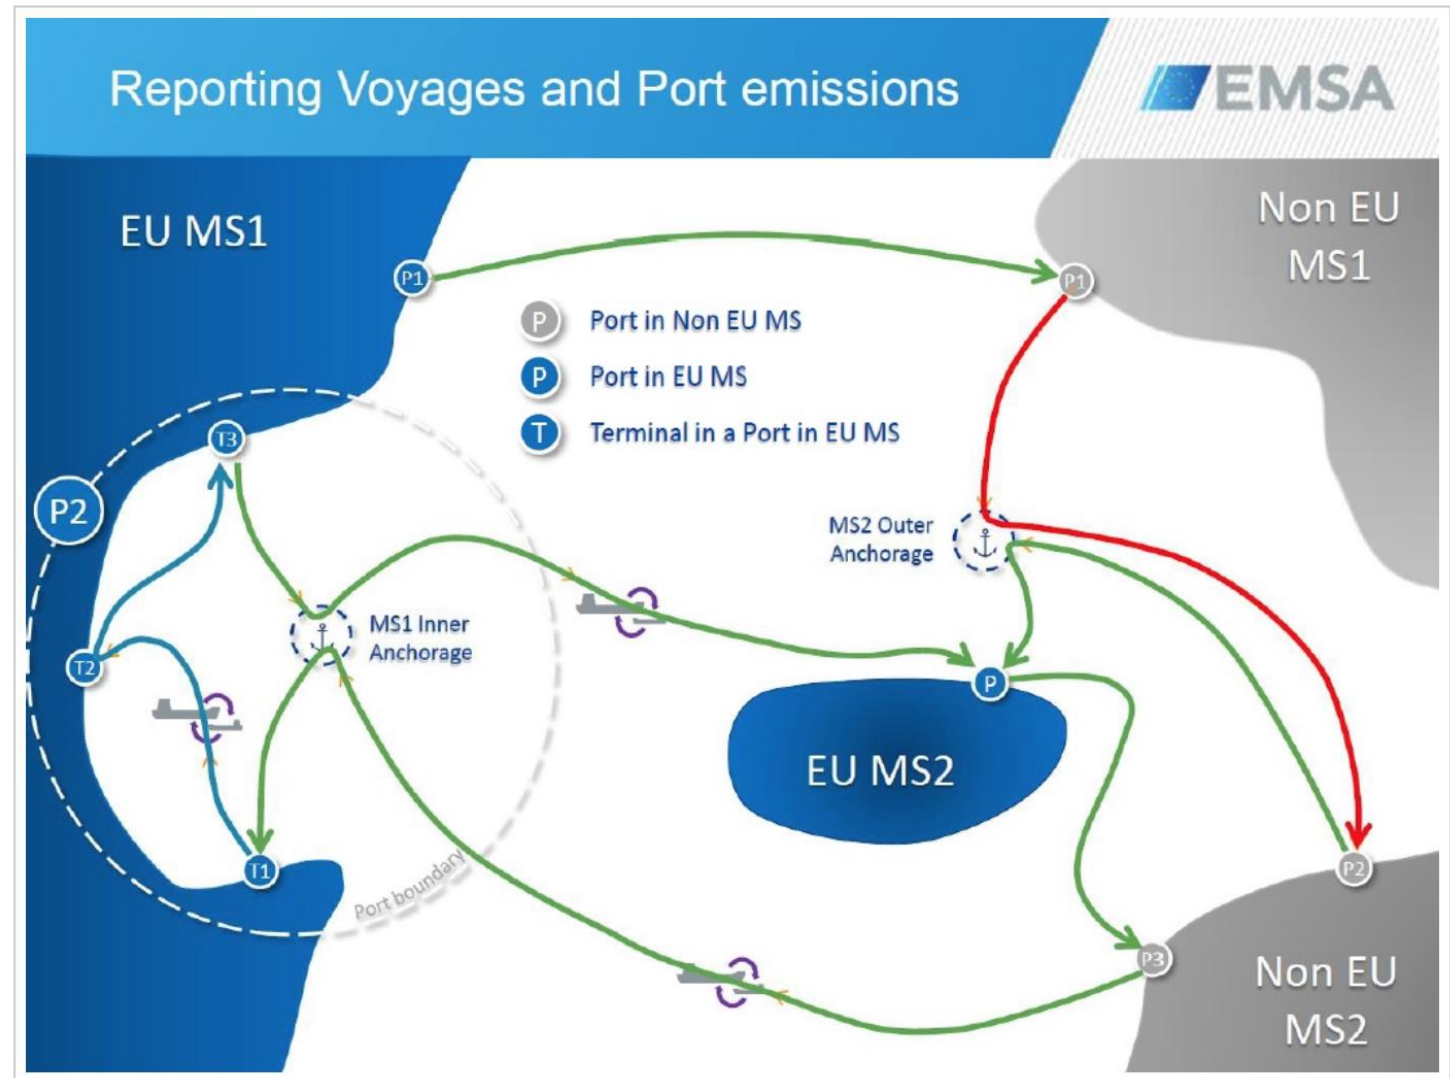 Reporting Voyages and Port emissions
EMSA
EU MS1
Non EU
MS1
P1
P1
P Port in Non EU MS
P Port in EU MS
T Terminal in a Port in EU MS
T3
P2
MS2 Outer
Anchorage
MS1 Inner
Anchorage
T2
P
EU MS2
T1
Port boundary
P2
P3
Non EU
MS2